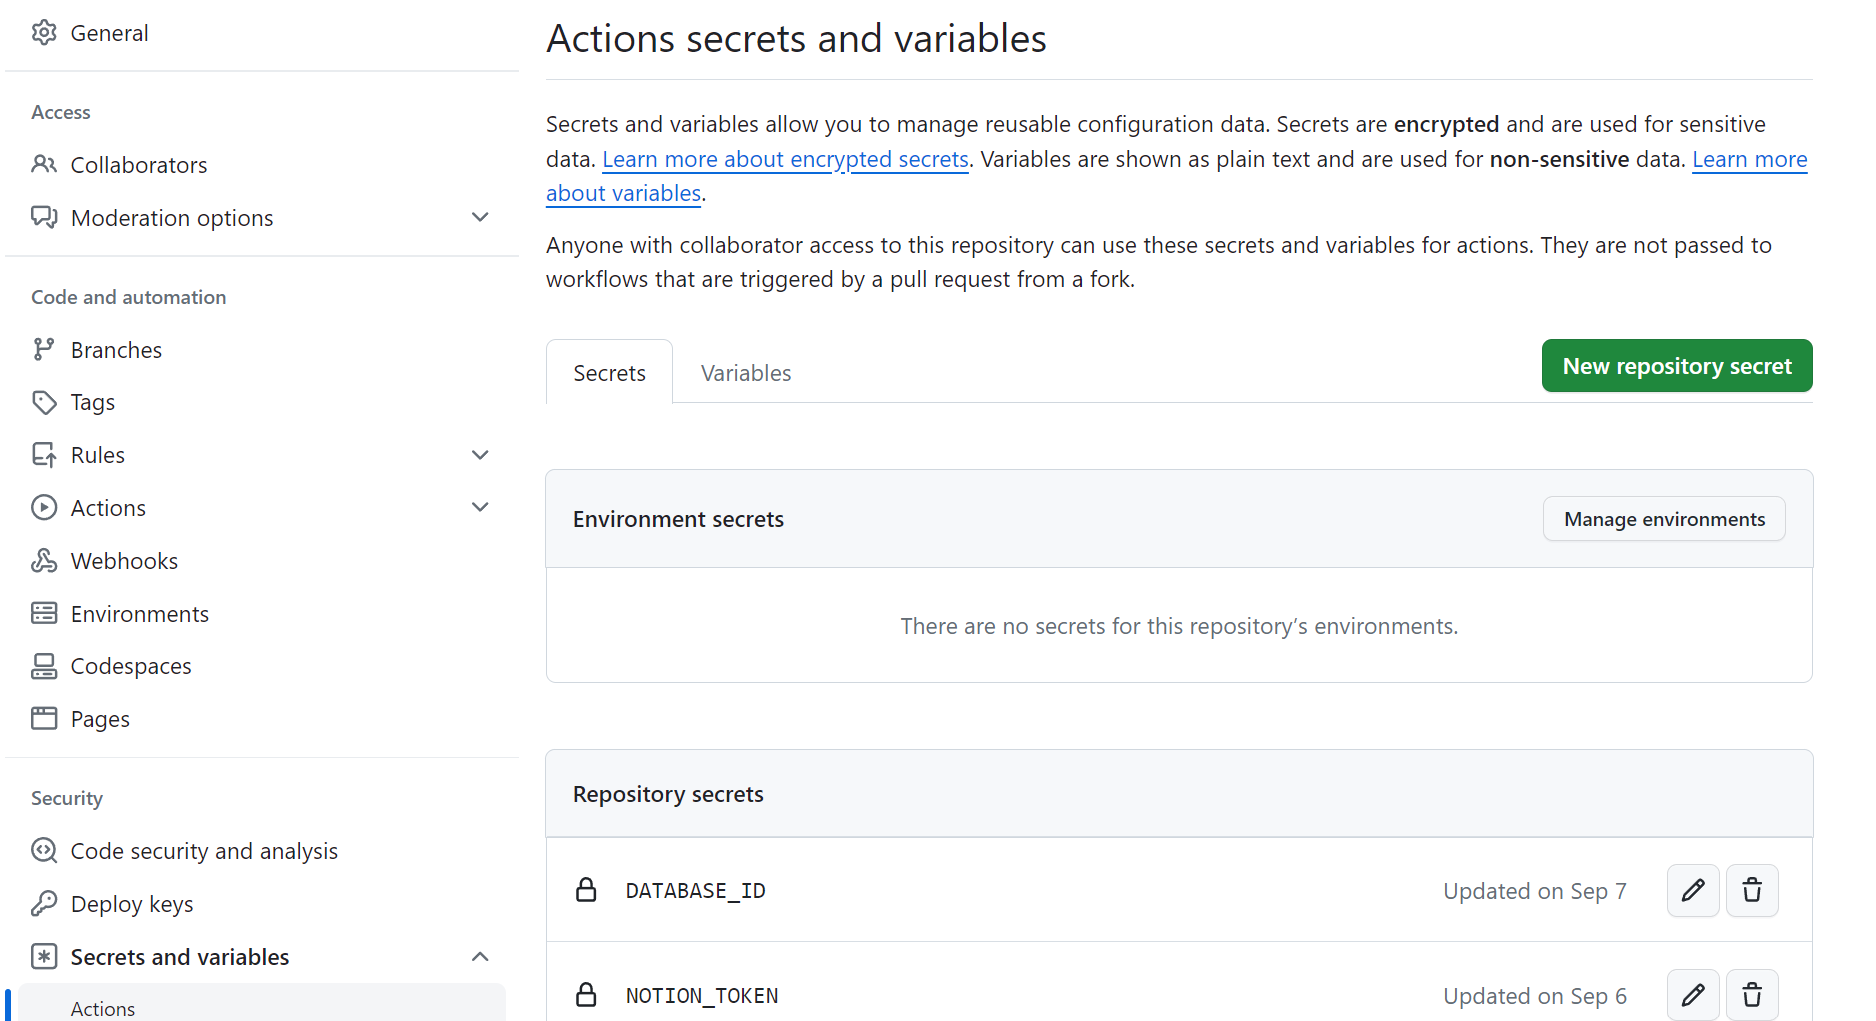 General
Access
Collaborators
Moderation options
Code and automation
Branches
Tags
Rules
Actions
Webhooks
Environments
Codespaces
Pages
Security
Code security and analysis
Deploy keys
Secrets and variables
Actions
Actions secrets and variables
Secrets and variables allow you to manage reusable configuration data. Secrets are encrypted and are used for sensitive
data. Learn more about encrypted secrets. Variables are shown as plain text and are used for non-sensitive data. Learn more
about variables.
Anyone with collaborator access to this repository can use these secrets and variables for actions. They are not passed to
workflows that are triggered by a pull request from a fork.
Secrets Variables New repository secret
Environment secrets Manage environments
There are no secrets for this repository’s environments.
Repository secrets
DATABASE_ID Updated on Sep 7
NOTION_TOKEN Updated on Sep 6